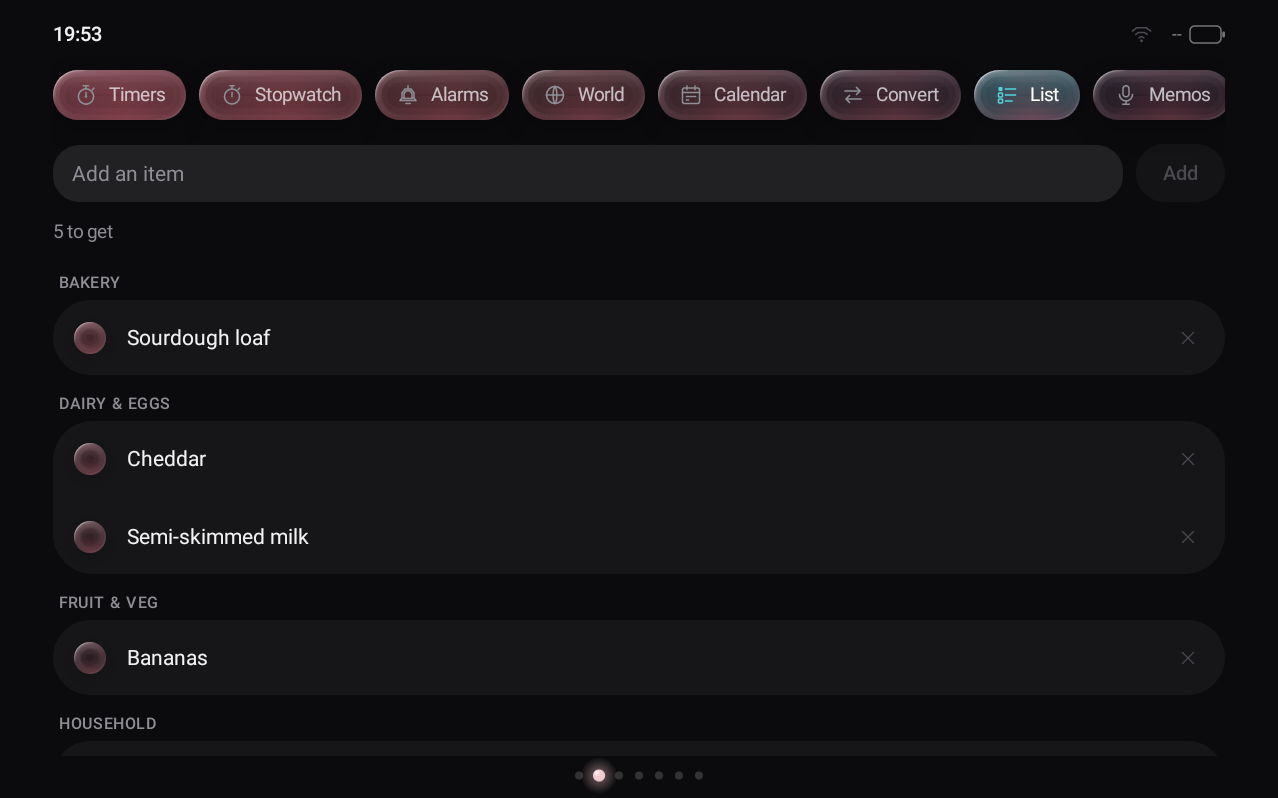 19:53
--
Timers Stopwatch Alarms World Calendar Convert List Memos
Add an item Add
5 to get
BAKERY
Sourdough loaf
DAIRY & EGGS
Cheddar
Semi-skimmed milk
FRUIT & VEG
Bananas
HOUSEHOLD